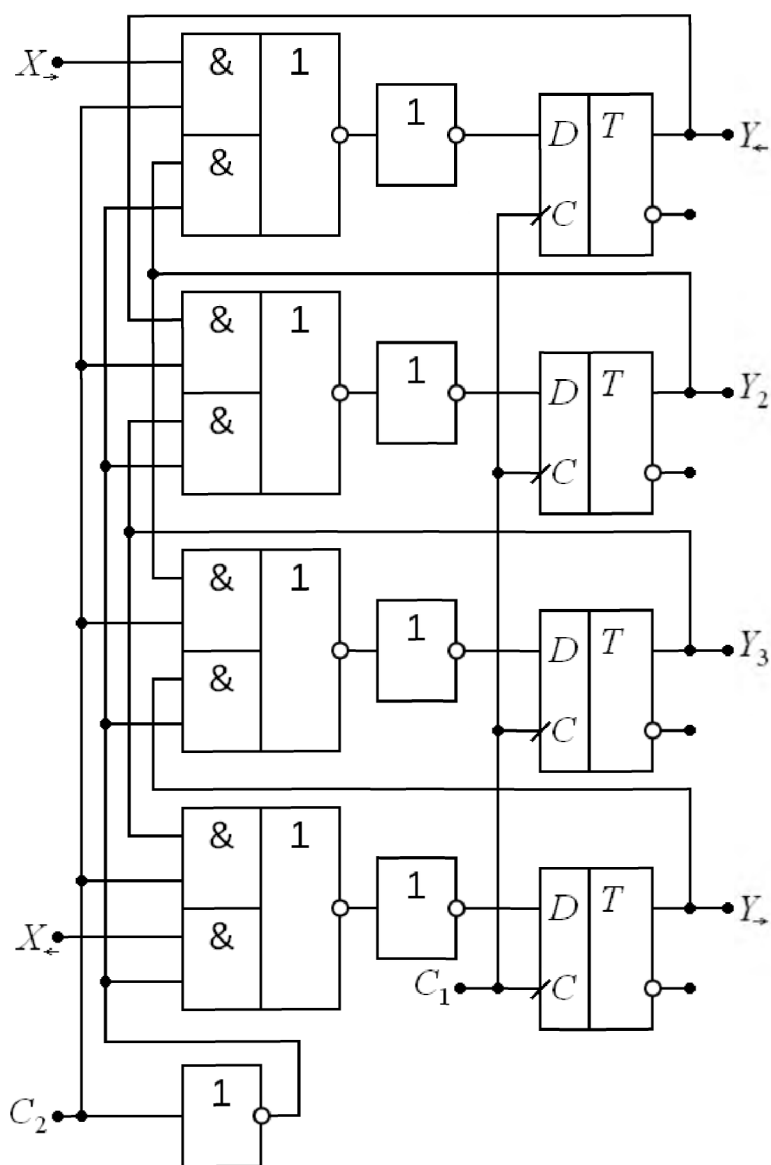 X→ & 1 1 D T Y←
& C
& 1 1 D T Y₂
& C
& 1 1 D T Y₃
& C
& 1 1 D T Y→
X← & C₁ C
C₂ 1